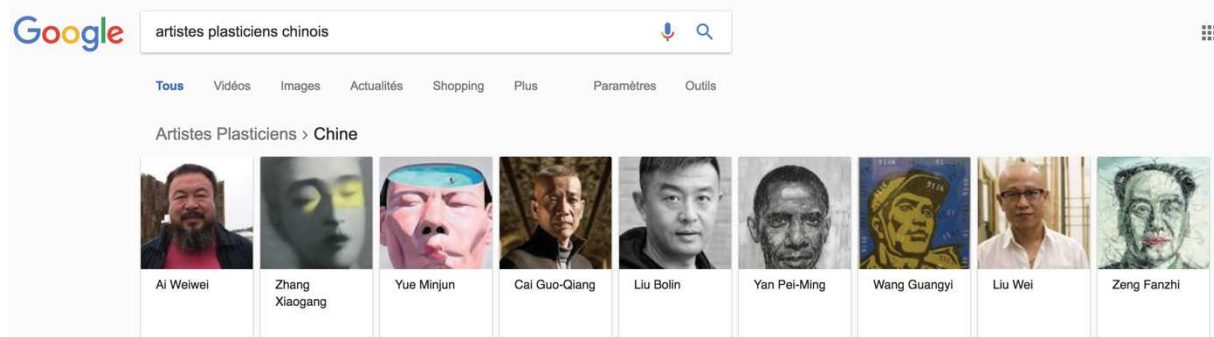 Google
artistes plasticiens chinois
Tous Vidéos Images Actualités Shopping Plus Paramètres Outils
Artistes Plasticiens > Chine
Ai Weiwei
Zhang
Xiaogang
Yue Minjun
Cai Guo-Qiang
Liu Bolin
Yan Pei-Ming
Wang Guangyi
Liu Wei
Zeng Fanzhi